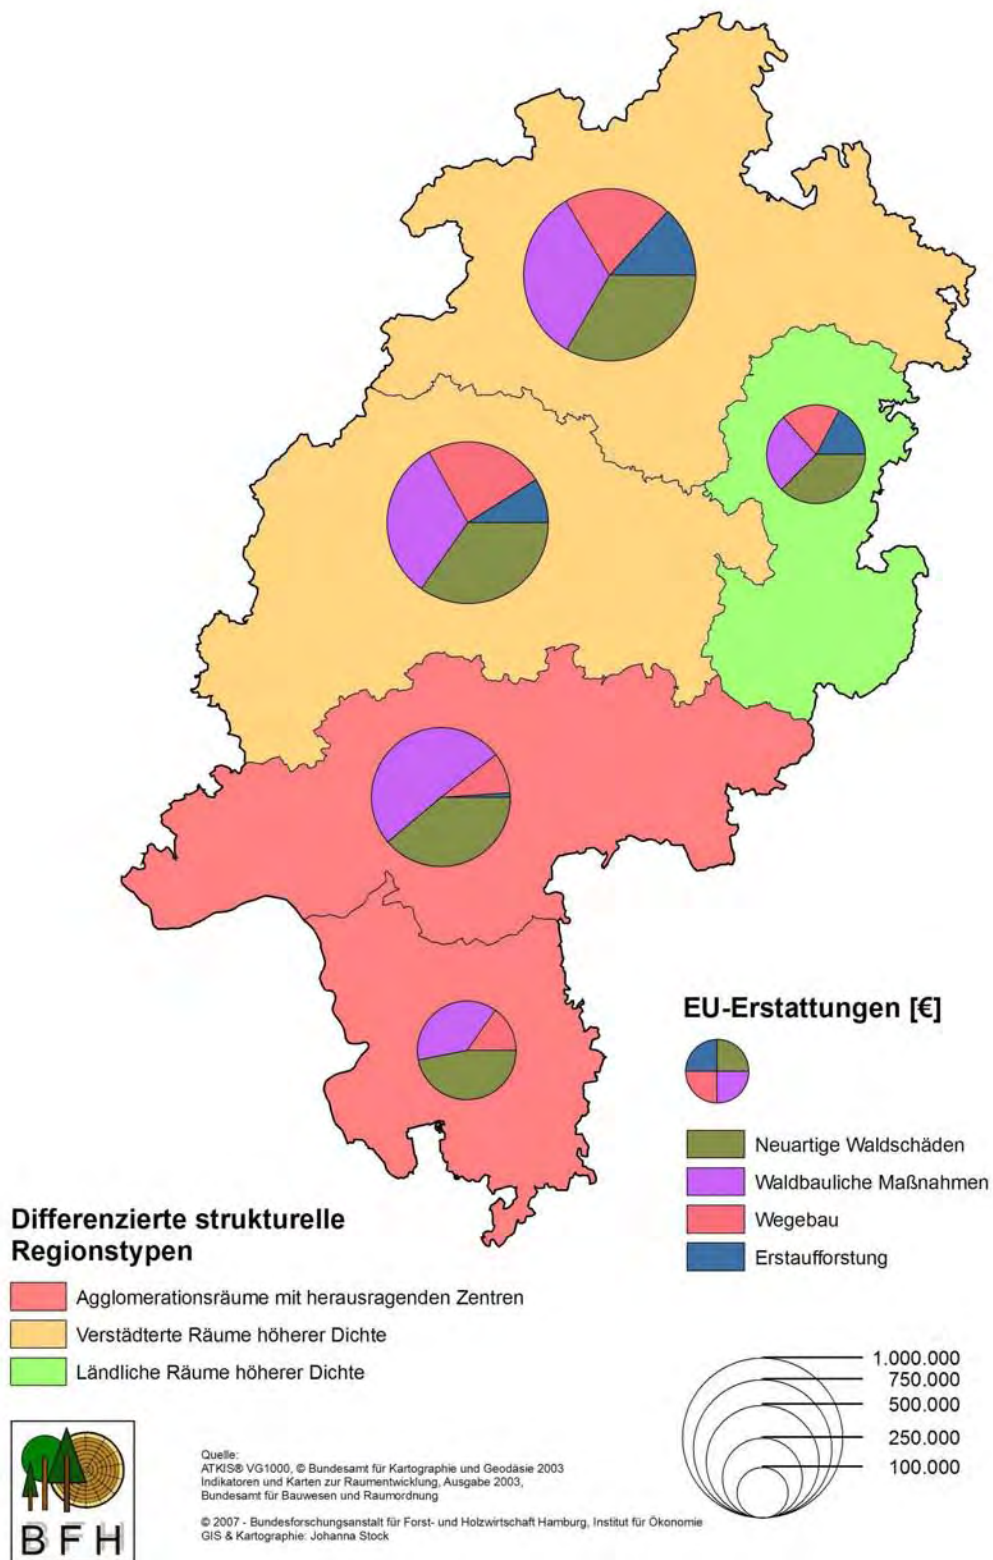 EU-Erstattungen [€]
Neuartige Waldschäden
Waldbauliche Maßnahmen
Wegebau
Erstaufforstung
Differenzierte strukturelle
Regionstypen
Agglomerationsräume mit herausragenden Zentren
Verstädterte Räume höherer Dichte
Ländliche Räume höherer Dichte
1.000.000
750.000
500.000
250.000
100.000
BFH
Quelle:
ATKIS® VG1000, © Bundesamt für Kartographie und Geodäsie 2003
Indikatoren und Karten zur Raumentwicklung, Ausgabe 2003,
Bundesamt für Bauwesen und Raumordnung
© 2007 - Bundesforschungsanstalt für Forst- und Holzwirtschaft Hamburg, Institut für Ökonomie
GIS & Kartographie: Johanna Stock